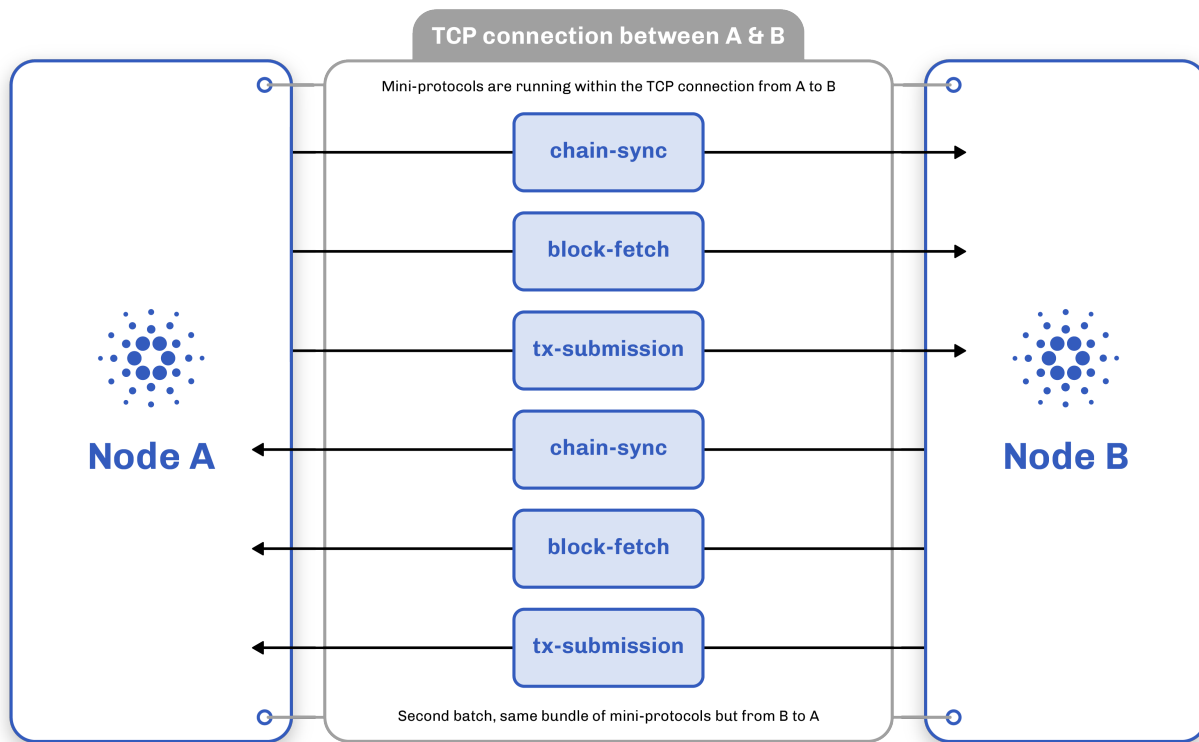 TCP connection between A & B
Mini-protocols are running within the TCP connection from A to B
chain-sync
block-fetch
tx-submission
chain-sync
Node A
Node B
block-fetch
tx-submission
Second batch, same bundle of mini-protocols but from B to A